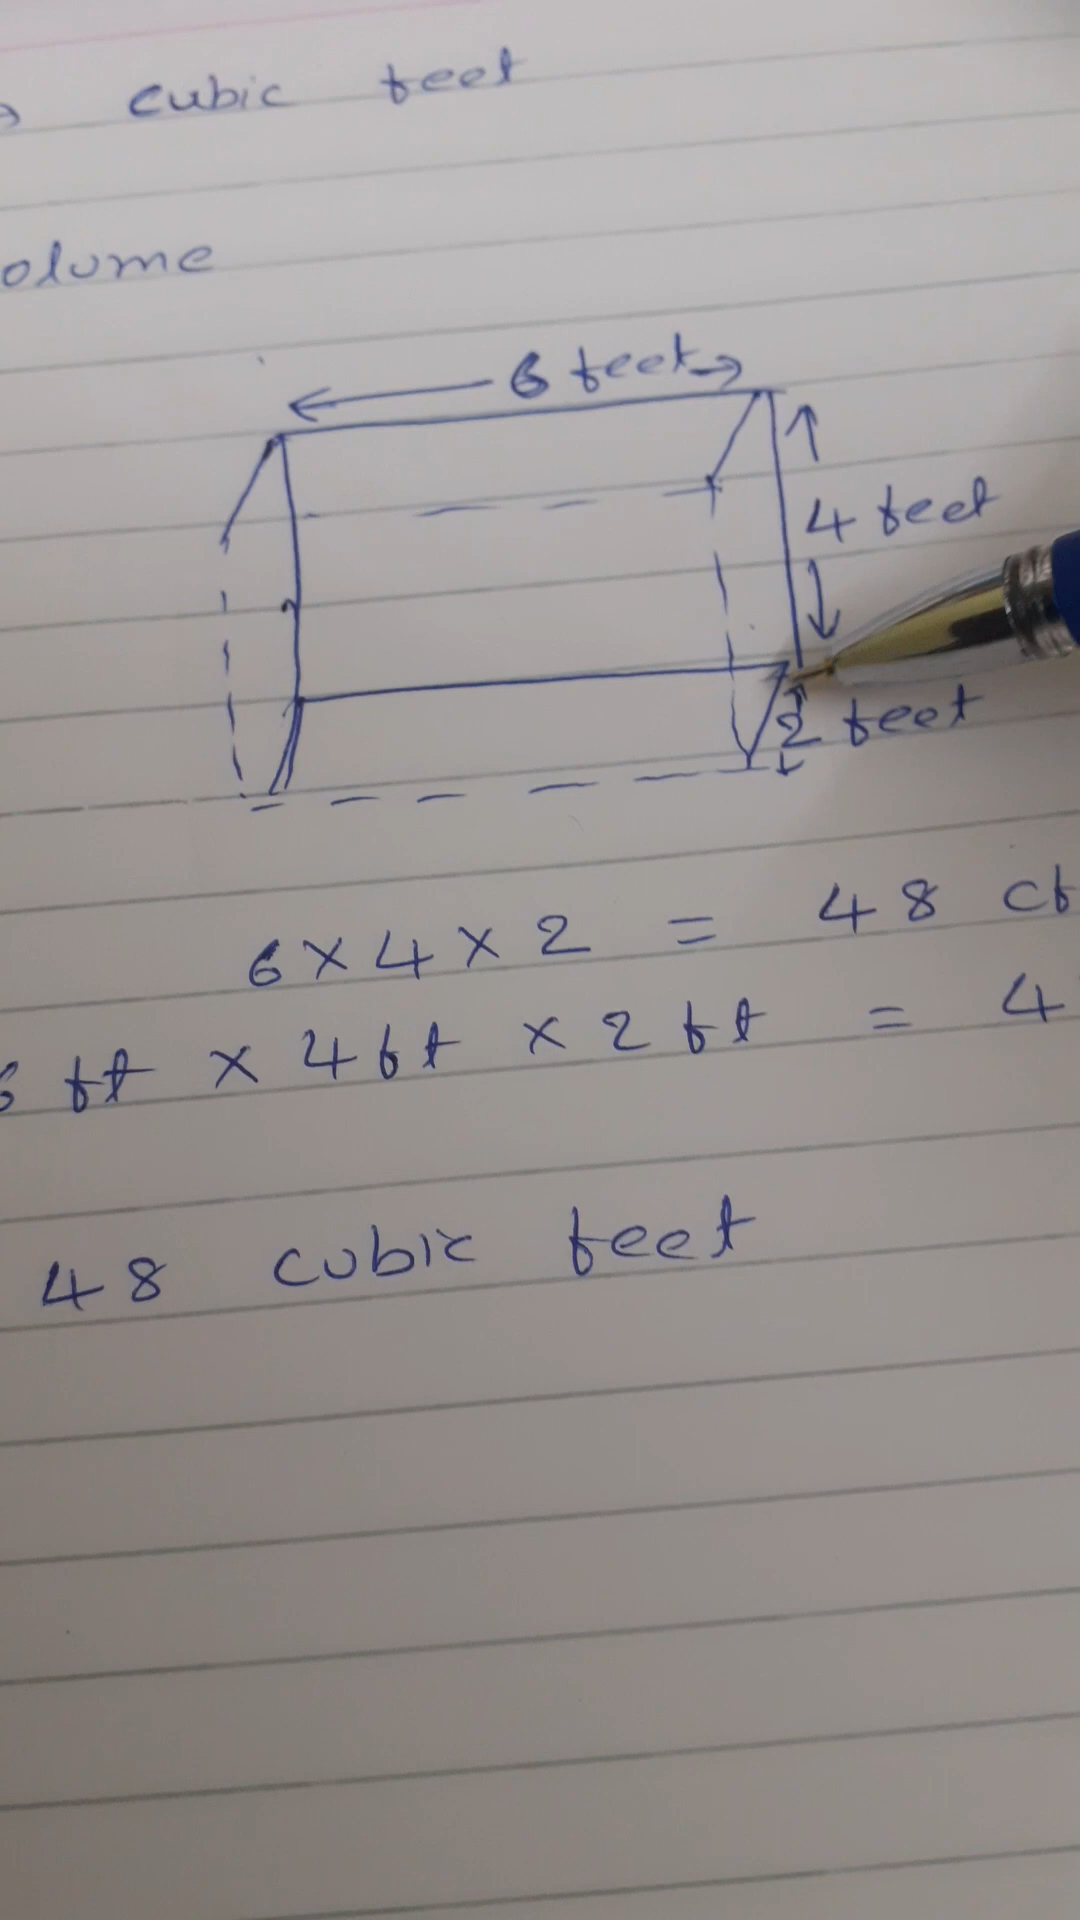 cubic feet
olume
6 feet
4 feet
2 feet
6 x 4 x 2 = 48 cf
ft x 4 ft x 2 ft = 4
48 cubic feet